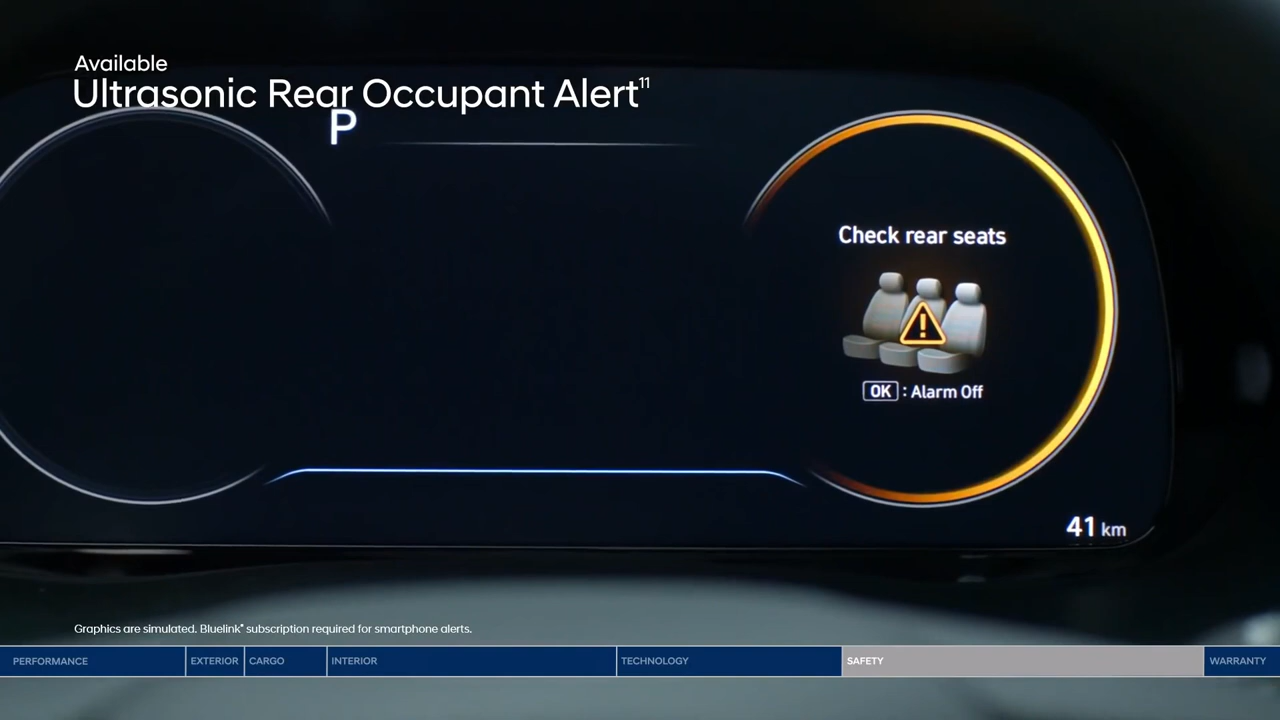 Available
Ultrasonic Rear Occupant Alert¹¹
P
Check rear seats
OK : Alarm Off
41 km
Graphics are simulated. Bluelink® subscription required for smartphone alerts.
PERFORMANCE EXTERIOR CARGO INTERIOR TECHNOLOGY SAFETY WARRANTY